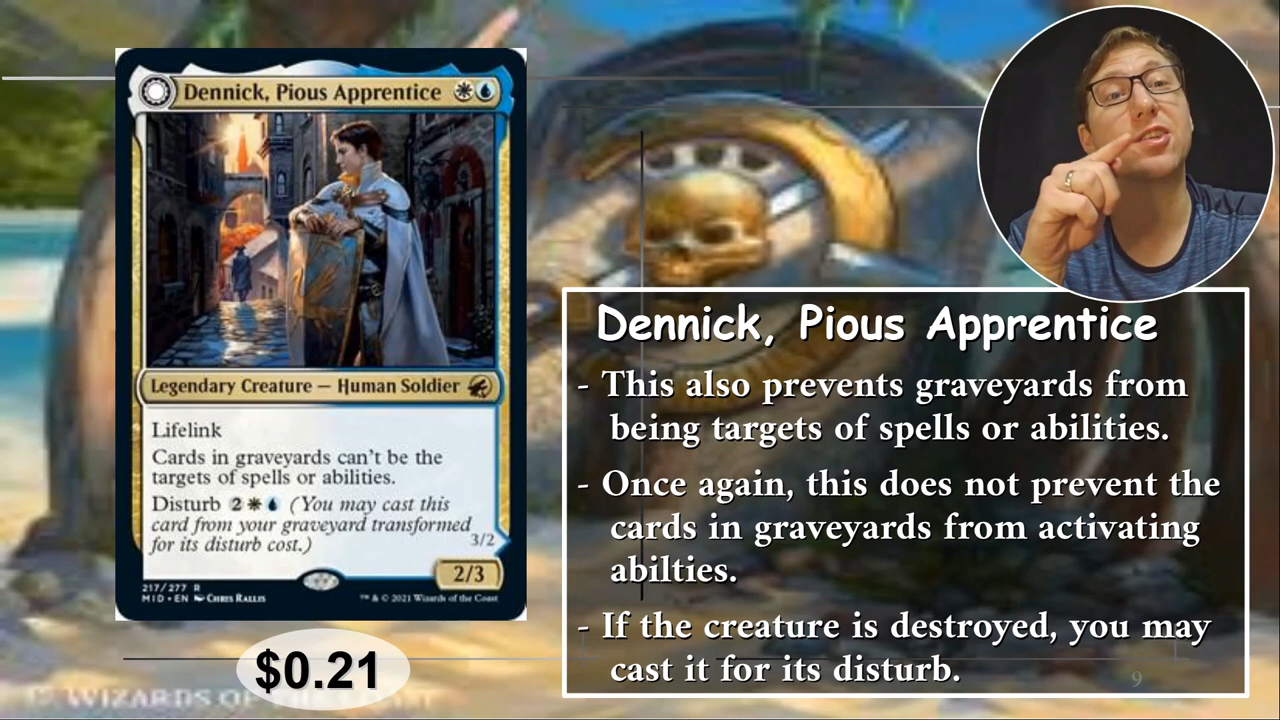 Dennick, Pious Apprentice
Legendary Creature — Human Soldier
Lifelink
Cards in graveyards can't be the
targets of spells or abilities.
Disturb 2 (You may cast this
card from your graveyard transformed
for its disturb cost.)
3/2
2/3
217/277 R
MID • EN Chris Rallis
™ & © 2021 Wizards of the Coast
$0.21
Dennick, Pious Apprentice
- This also prevents graveyards from
being targets of spells or abilities.
- Once again, this does not prevent the
cards in graveyards from activating
abilties.
- If the creature is destroyed, you may
cast it for its disturb.
9
WIZARDS OF